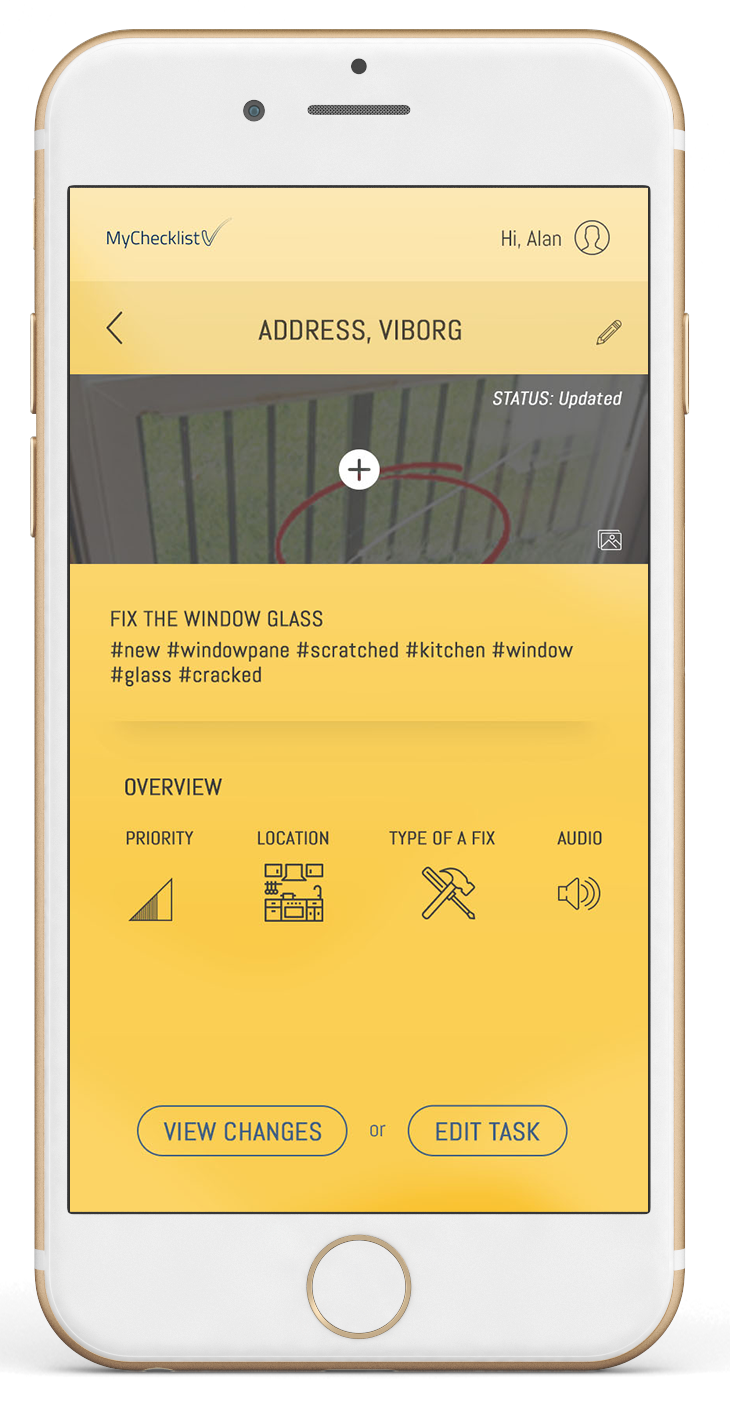 MyChecklist
Hi, Alan
ADDRESS, VIBORG
STATUS: Updated
FIX THE WINDOW GLASS
#new #windowpane #scratched #kitchen #window
#glass #cracked
OVERVIEW
PRIORITY LOCATION TYPE OF A FIX AUDIO
VIEW CHANGES or EDIT TASK